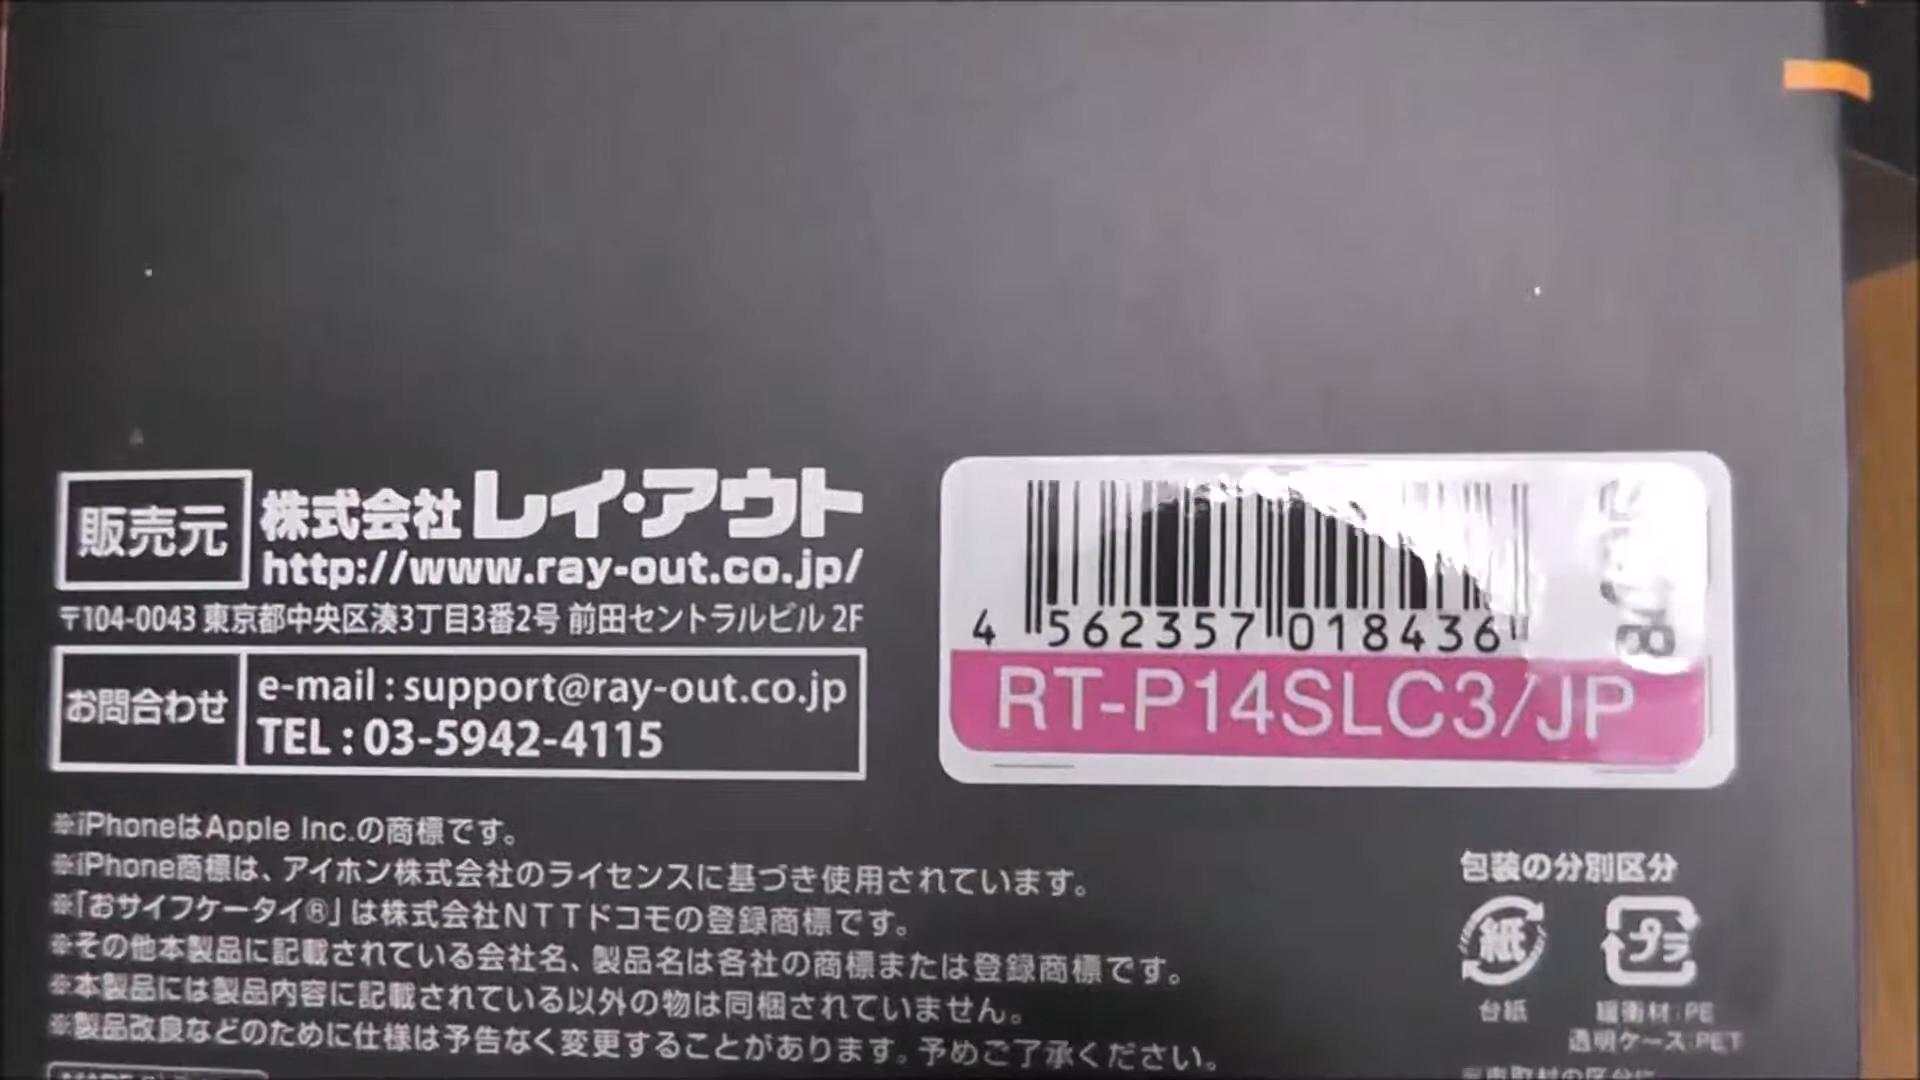 販売元
株式会社レイ・アウト
http://www.ray-out.co.jp/
〒104-0043 東京都中央区湊3丁目3番2号 前田セントラルビル 2F
お問合わせ
e-mail : support@ray-out.co.jp
TEL : 03-5942-4115
4 562357 018436
RT-P14SLC3/JP
※iPhoneはApple Inc.の商標です。
※iPhone商標は、アイホン株式会社のライセンスに基づき使用されています。
※「おサイフケータイ®」は株式会社NTTドコモの登録商標です。
※その他本製品に記載されている会社名、製品名は各社の商標または登録商標です。
※本製品には製品内容に記載されている以外の物は同梱されていません。
※製品改良などのために仕様は予告なく変更することがあります。予めご了承ください。
包装の分別区分
紙
プラ
台紙
緩衝材:PE
透明ケース:PET